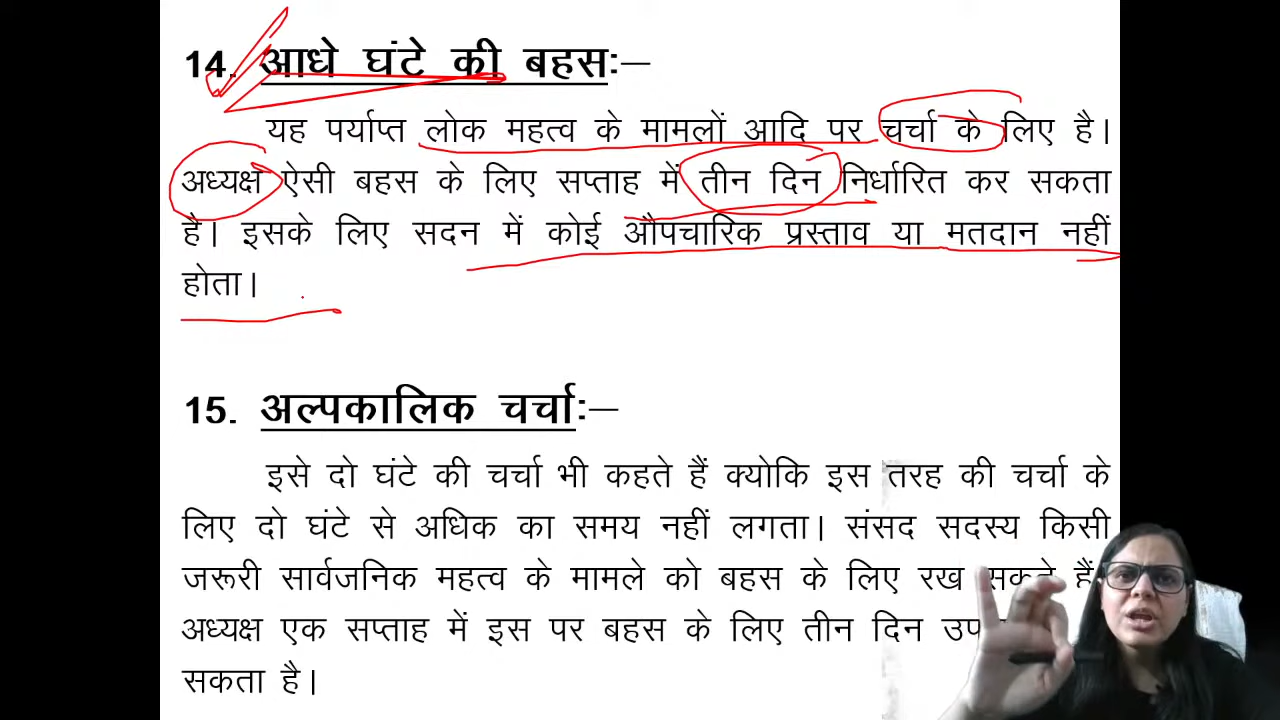 14. आधे घंटे की बहस:–
यह पर्याप्त लोक महत्व के मामलों आदि पर चर्चा के लिए है।
अध्यक्ष ऐसी बहस के लिए सप्ताह में तीन दिन निर्धारित कर सकता
है। इसके लिए सदन में कोई औपचारिक प्रस्ताव या मतदान नहीं
होता।
15. अल्पकालिक चर्चा:–
इसे दो घंटे की चर्चा भी कहते हैं क्योकि इस तरह की चर्चा के
लिए दो घंटे से अधिक का समय नहीं लगता। संसद सदस्य किसी
जरूरी सार्वजनिक महत्व के मामले को बहस के लिए रख सकते हैं
अध्यक्ष एक सप्ताह में इस पर बहस के लिए तीन दिन
सकता है।